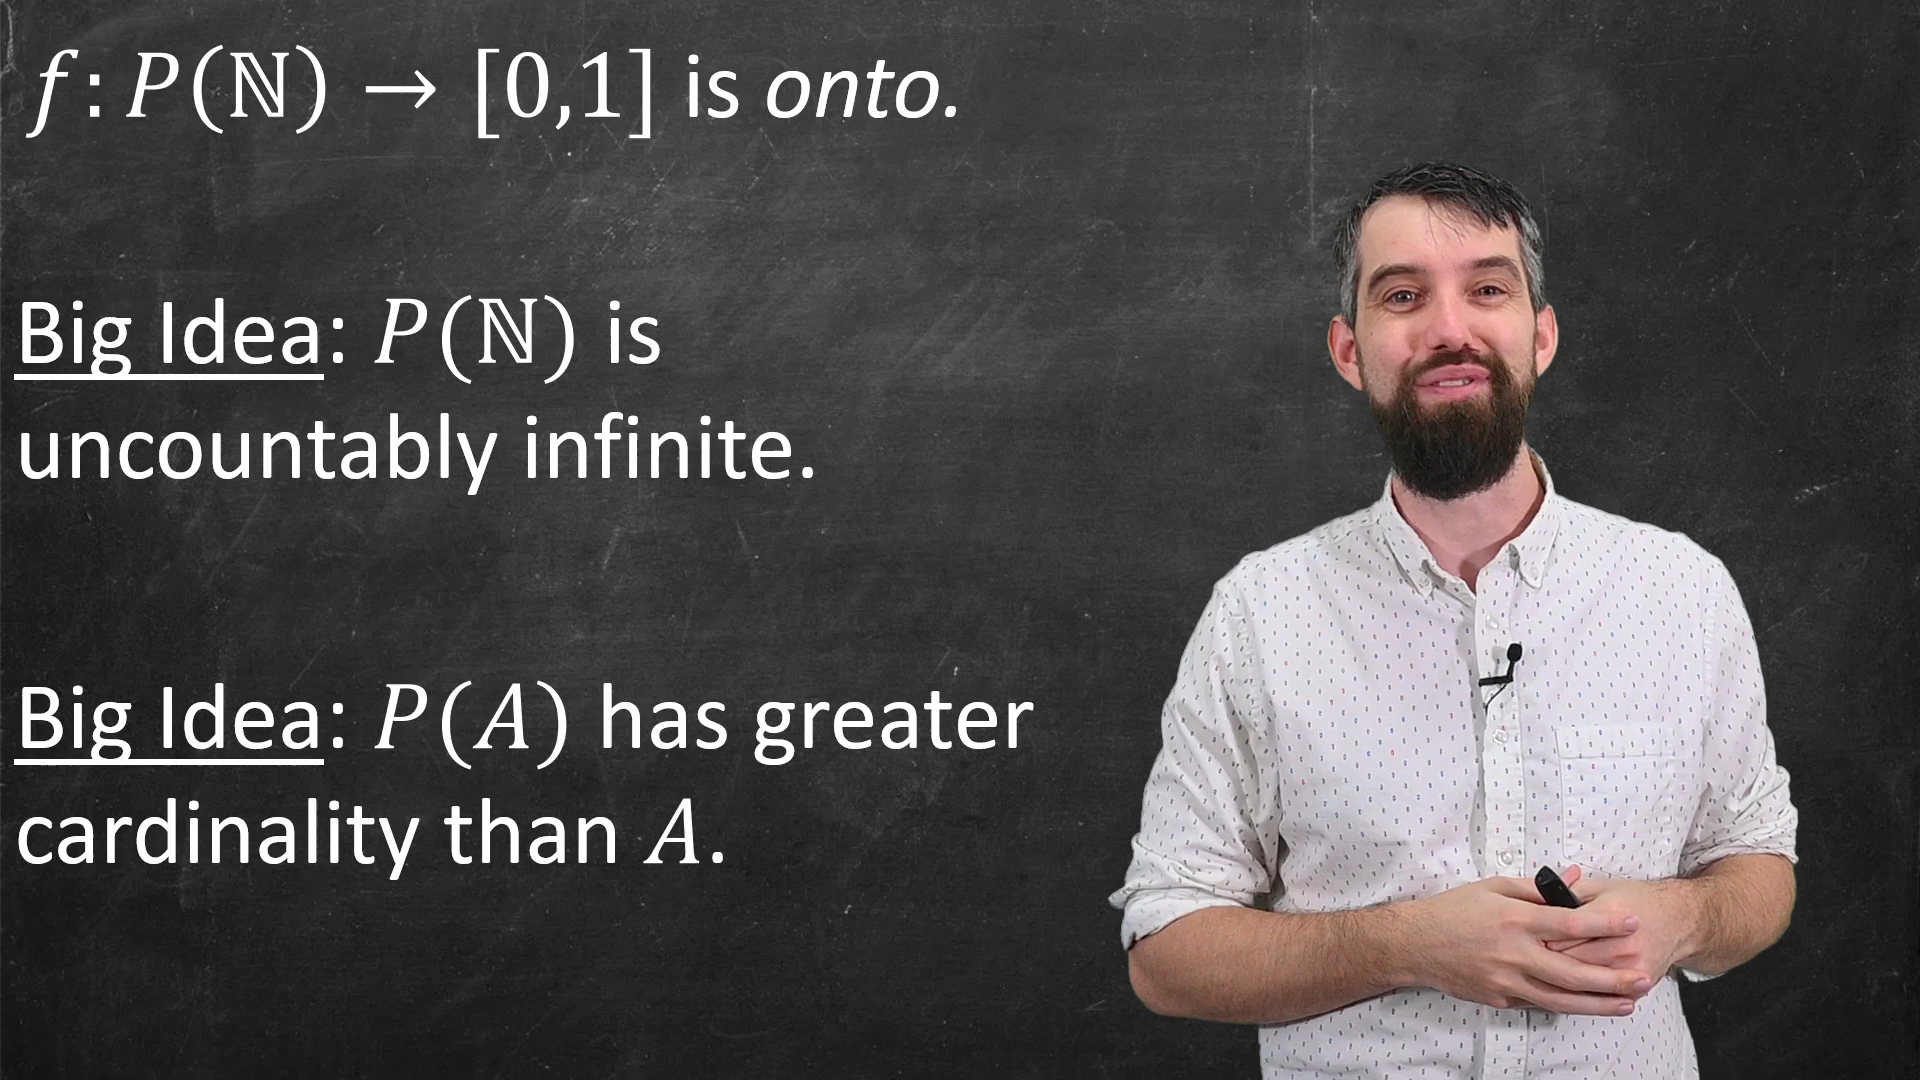 f: P(ℕ) → [0,1] is onto.
Big Idea: P(ℕ) is
uncountably infinite.
Big Idea: P(A) has greater
cardinality than A.